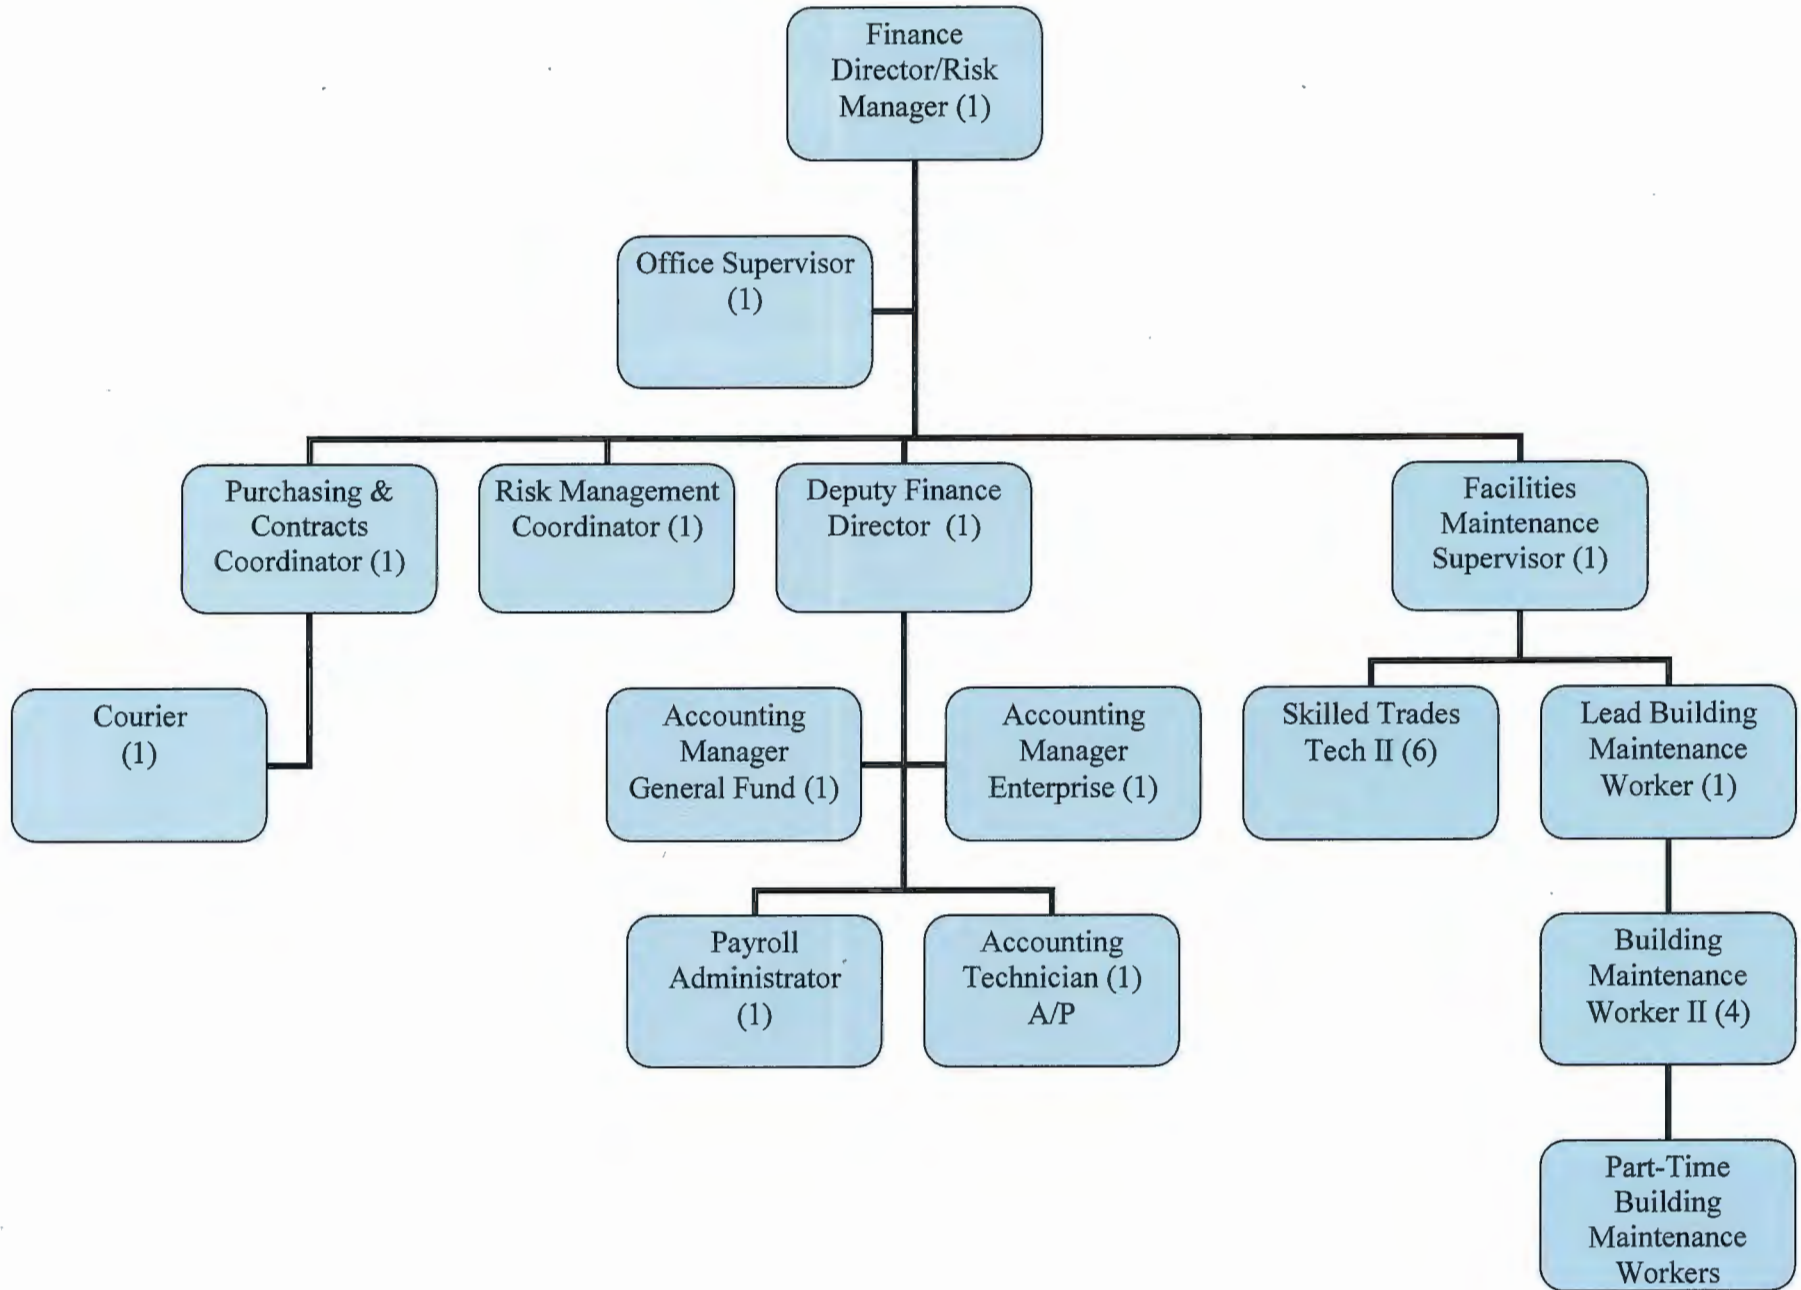 Finance
Director/Risk
Manager (1)
Office Supervisor
(1)
Purchasing &
Contracts
Coordinator (1)
Risk Management
Coordinator (1)
Deputy Finance
Director (1)
Facilities
Maintenance
Supervisor (1)
Courier
(1)
Accounting
Manager
General Fund (1)
Accounting
Manager
Enterprise (1)
Skilled Trades
Tech II (6)
Lead Building
Maintenance
Worker (1)
Payroll
Administrator
(1)
Accounting
Technician (1)
A/P
Building
Maintenance
Worker II (4)
Part-Time
Building
Maintenance
Workers